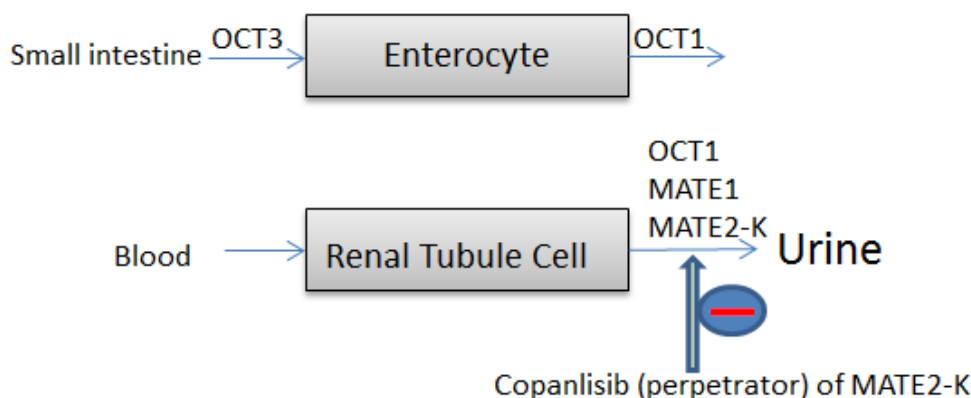 Small intestine
OCT3
Enterocyte
OCT1
OCT1
MATE1
MATE2-K
Blood
Renal Tubule Cell
Urine
Copanlisib (perpetrator) of MATE2-K